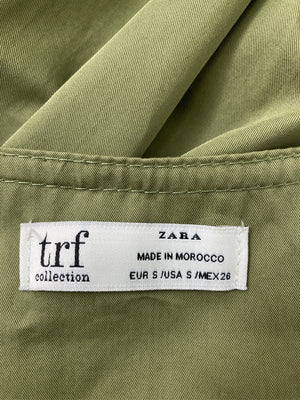 trf
collection
ZARA
MADE IN MOROCCO
EUR S /USA S /MEX 26